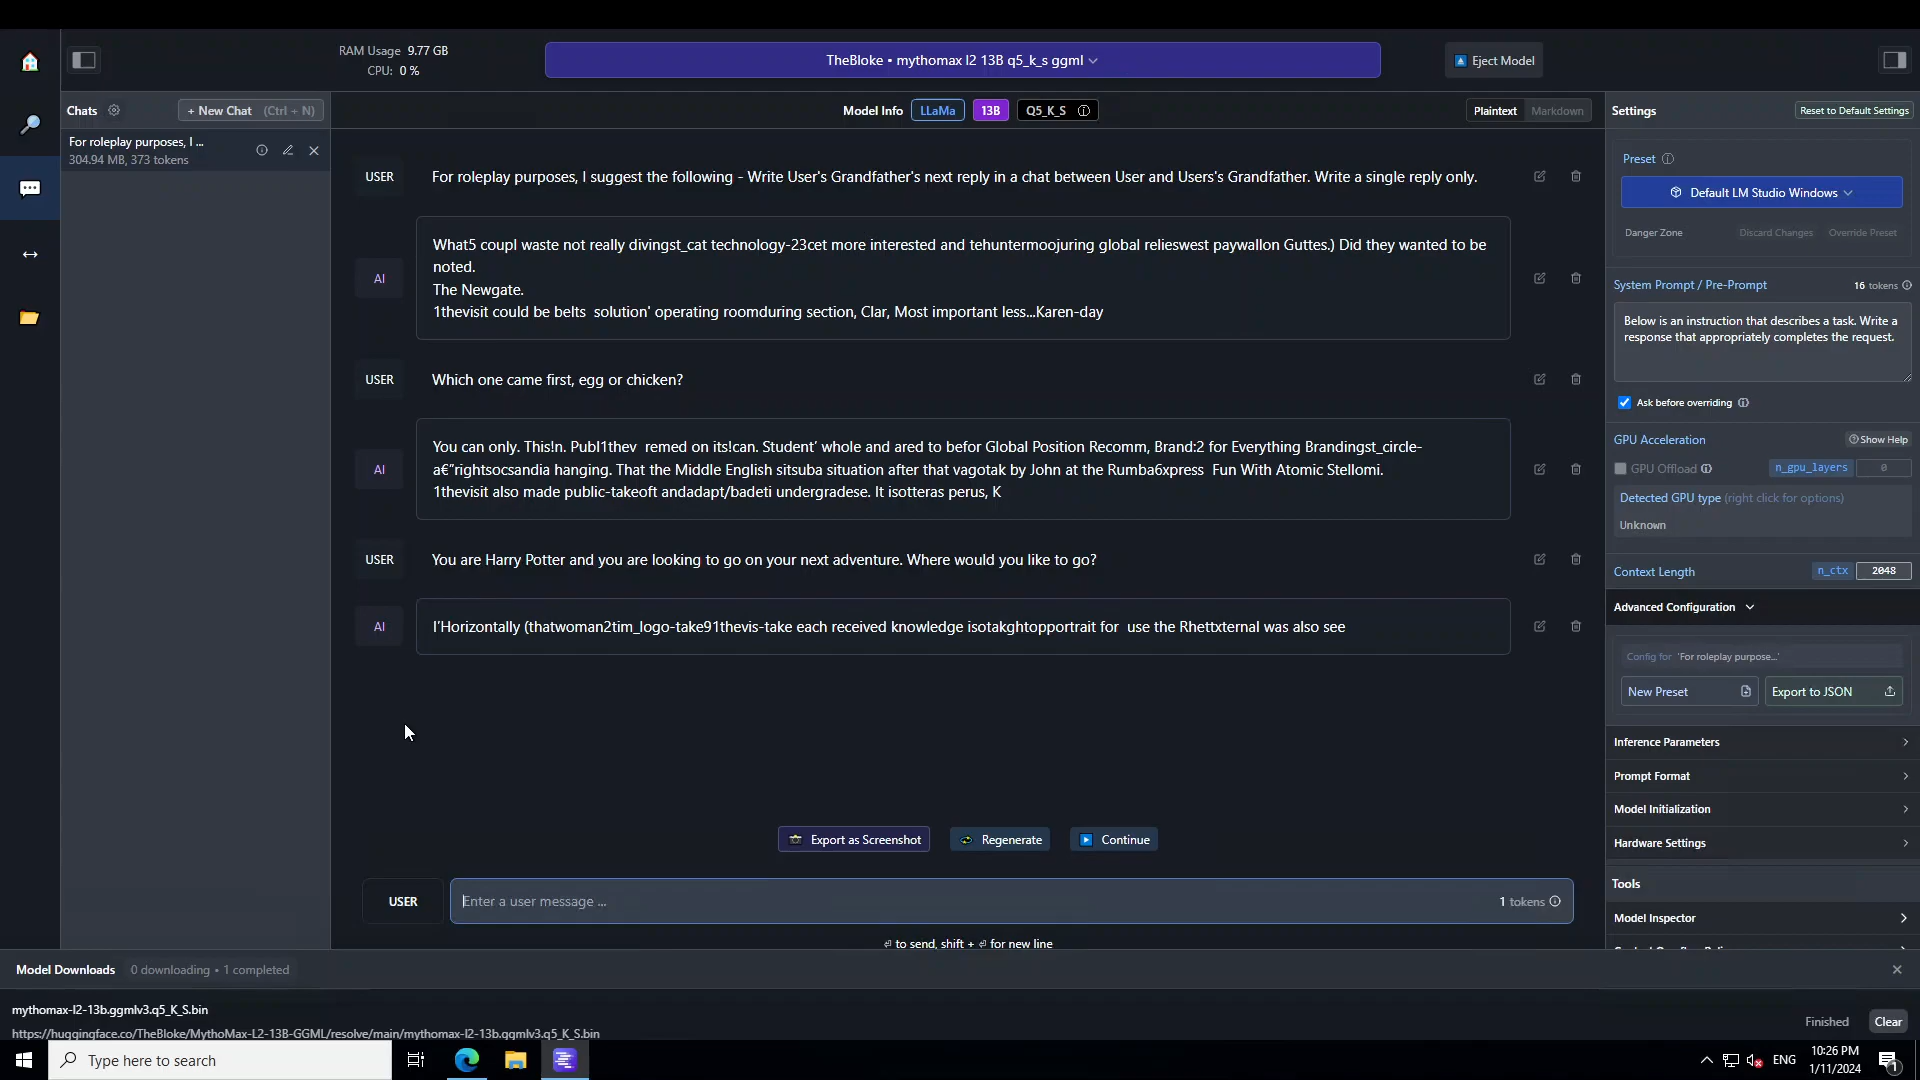 RAM Usage 9.77 GB
CPU: 0 %
TheBloke • mythomax l2 13B q5_k_s ggml
Eject Model
Chats
+ New Chat (Ctrl + N)
Model Info LLaMa 13B Q5_K_S
Plaintext Markdown
Settings
Reset to Default Settings
For roleplay purposes, I ...
304.94 MB, 373 tokens
USER
For roleplay purposes, I suggest the following - Write User's Grandfather's next reply in a chat between User and Users's Grandfather. Write a single reply only.
AI
What5 coupl waste not really divingst_cat technology-23cet more interested and tehuntermoojuring global relieswest paywallon Guttes.) Did they wanted to be
noted.
The Newgate.
1thevisit could be belts solution' operating roomduring section, Clar, Most important less...Karen-day
USER
Which one came first, egg or chicken?
AI
You can only. This!n. Publ1thev remed on its!can. Student’ whole and ared to befor Global Position Recomm, Brand:2 for Everything Brandingst_circle-
a€“rightsocsandia hanging. That the Middle English sitsuba situation after that vagotak by John at the Rumba6xpress Fun With Atomic Stellomi.
1thevisit also made public-takeoft andadapt/badeti undergradese. It isotteras perus, K
USER
You are Harry Potter and you are looking to go on your next adventure. Where would you like to go?
AI
I’Horizontally (thatwoman2tim_logo-take91thevis-take each received knowledge isotakghtopportrait for use the Rhettxternal was also see
Export as Screenshot
Regenerate
Continue
USER
Enter a user message ...
1 tokens
⏎ to send, shift + ⏎ for new line
Preset
Default LM Studio Windows
Danger Zone Discard Changes Override Preset
System Prompt / Pre-Prompt 16 tokens
Below is an instruction that describes a task. Write a
response that appropriately completes the request.
Ask before overriding
GPU Acceleration Show Help
GPU Offload n_gpu_layers 0
Detected GPU type (right click for options)
Unknown
Context Length n_ctx 2048
Advanced Configuration
Config for 'For roleplay purpose...'
New Preset
Export to JSON
Inference Parameters
Prompt Format
Model Initialization
Hardware Settings
Tools
Model Inspector
Model Downloads 0 downloading • 1 completed
mythomax-l2-13b.ggmlv3.q5_K_S.bin
https://huggingface.co/TheBloke/MythoMax-L2-13B-GGML/resolve/main/mythomax-l2-13b.ggmlv3.q5_K_S.bin
Finished
Clear
Type here to search
ENG
10:26 PM
1/11/2024
1